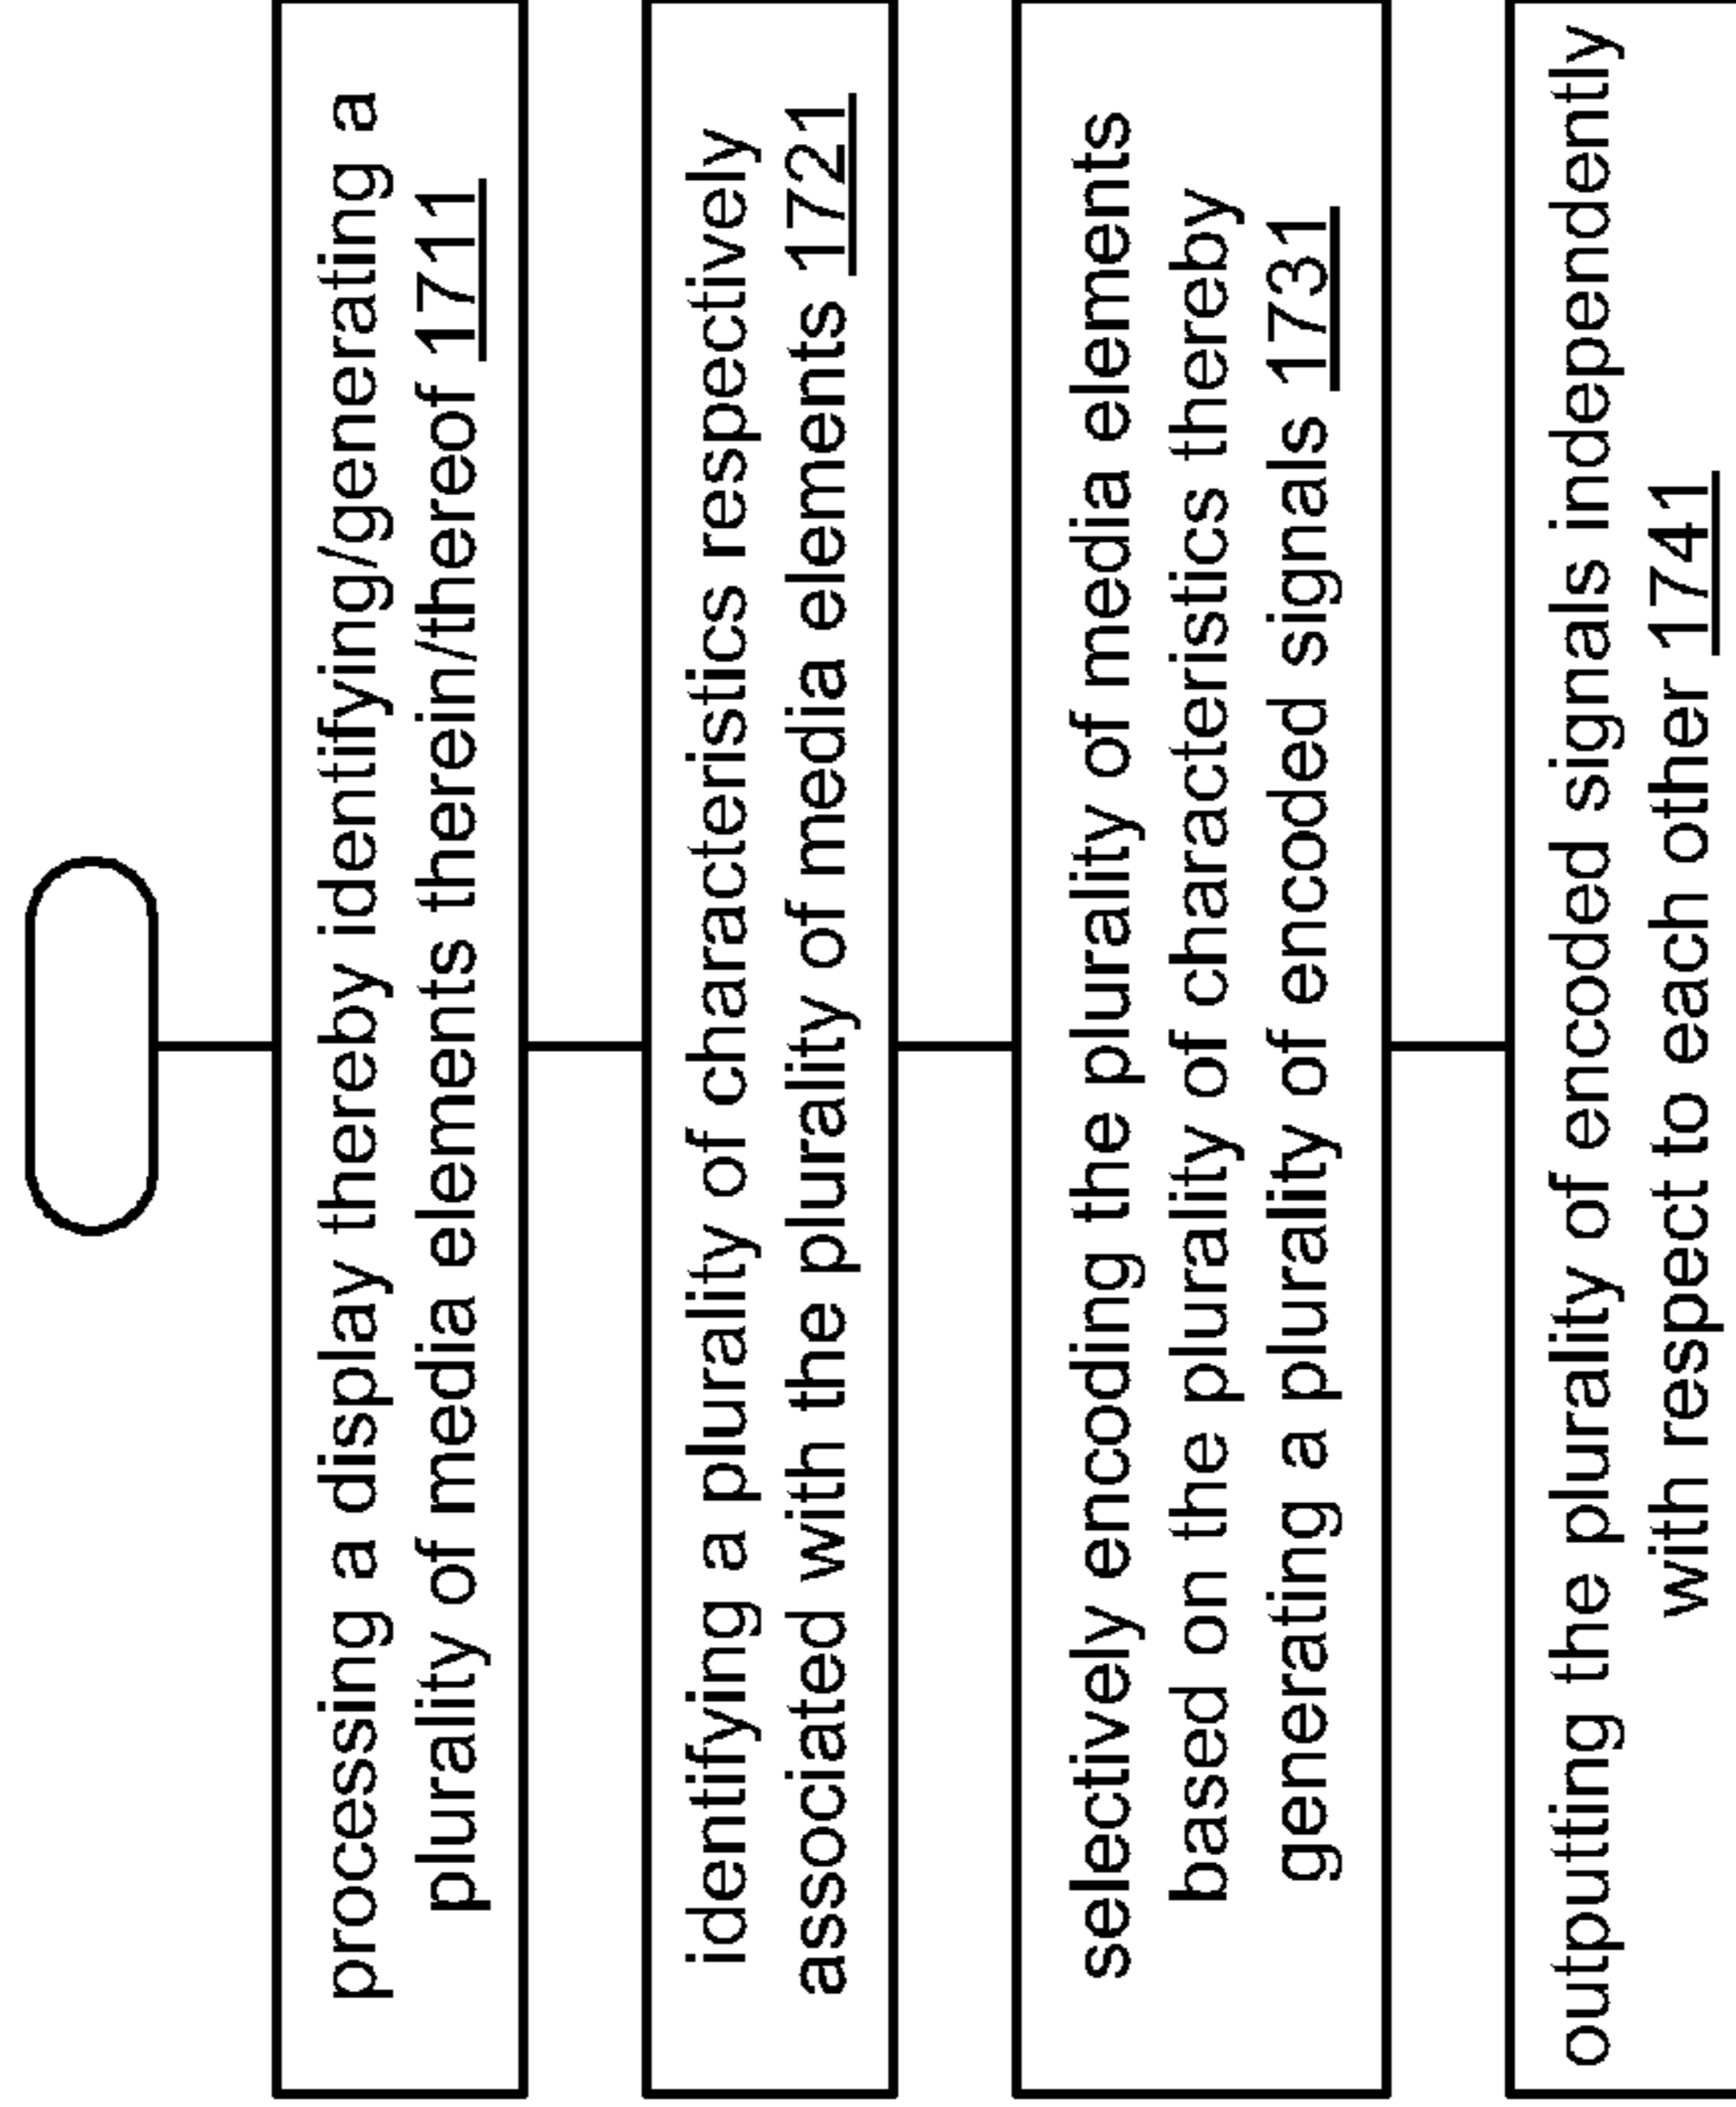 processing a display thereby identifying/generating a
plurality of media elements therein/thereof 1711
identifying a plurality of characteristics respectively
associated with the plurality of media elements 1721
selectively encoding the plurality of media elements
based on the plurality of characteristics thereby
generating a plurality of encoded signals 1731
outputting the plurality of encoded signals independently
with respect to each other 1741